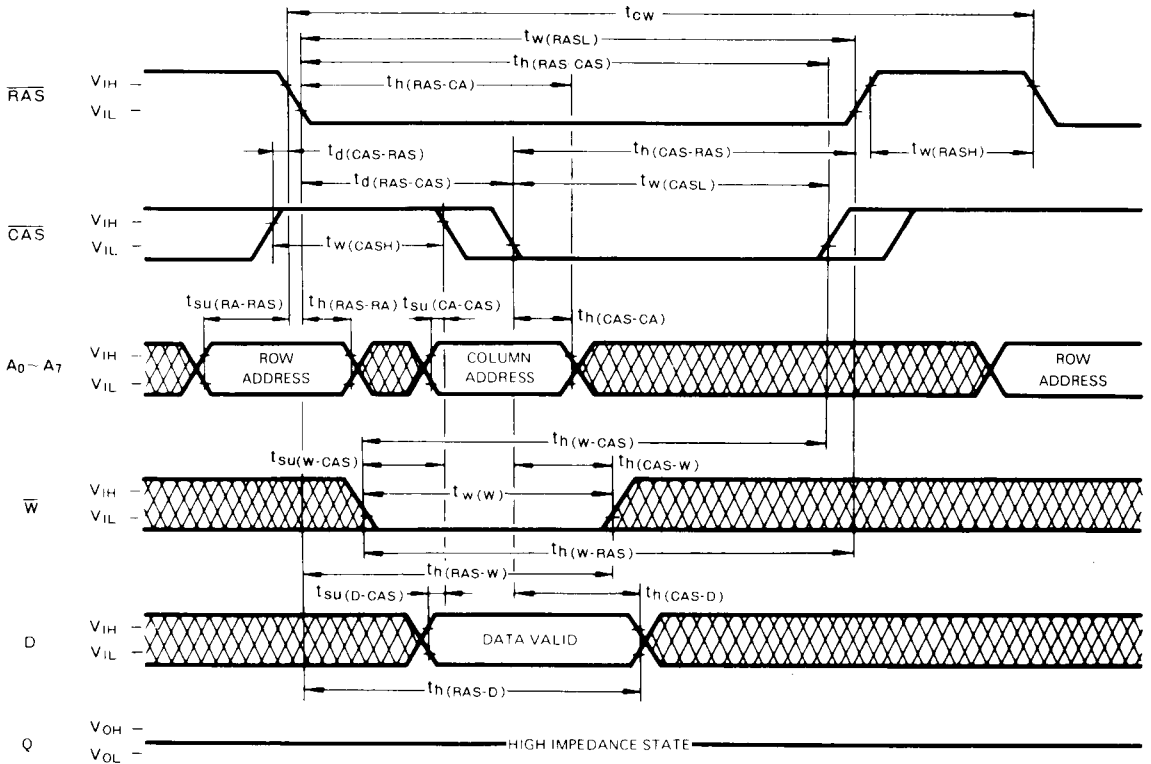 tCW
tw(RASL)
th(RAS-CAS)
th(RAS-CA)
RAS
VIH
VIL
td(CAS-RAS)
th(CAS-RAS)
tw(RASH)
td(RAS-CAS)
tw(CASL)
CAS
VIH
VIL
tw(CASH)
tsu(RA-RAS)
th(RAS-RA)
tsu(CA-CAS)
th(CAS-CA)
A0~A7
VIH
VIL
ROW ADDRESS
COLUMN ADDRESS
ROW ADDRESS
th(W-CAS)
tsu(W-CAS)
th(CAS-W)
W
VIH
VIL
tw(W)
th(W-RAS)
th(RAS-W)
tsu(D-CAS)
th(CAS-D)
D
VIH
VIL
DATA VALID
th(RAS-D)
Q
VOH
VOL
HIGH IMPEDANCE STATE